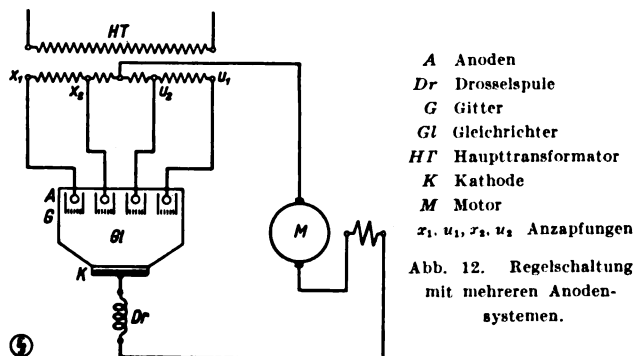 HT
x1 x2 u2 u1
A
G
Gl
K
Dr
M
A Anoden
Dr Drosselspule
G Gitter
Gl Gleichrichter
HT Haupttransformator
K Kathode
M Motor
x1, u1, x2, u2 Anzapfungen
Abb. 12. Regelschaltung
mit mehreren Anoden-
systemen.